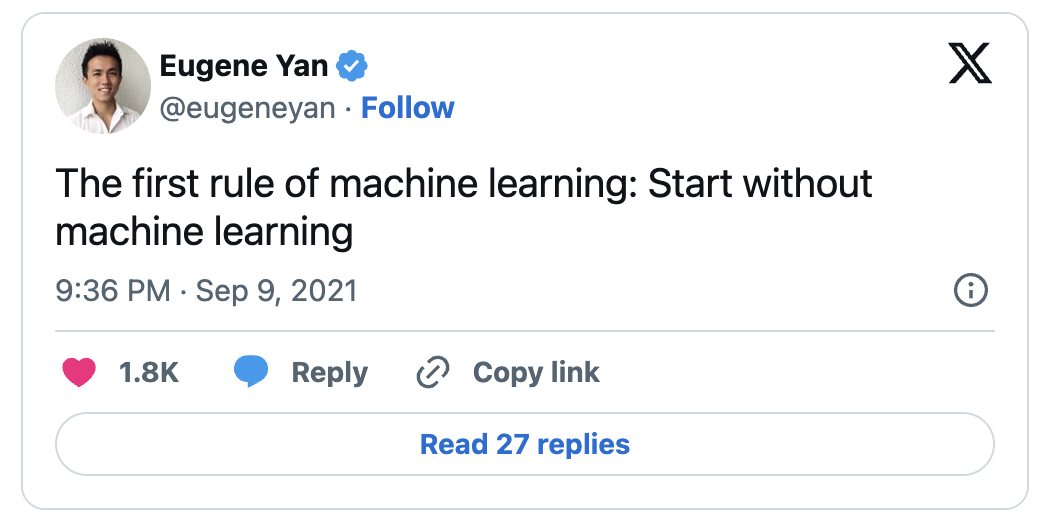 Eugene Yan
@eugeneyan · Follow
The first rule of machine learning: Start without
machine learning
9:36 PM · Sep 9, 2021
1.8K Reply Copy link
Read 27 replies